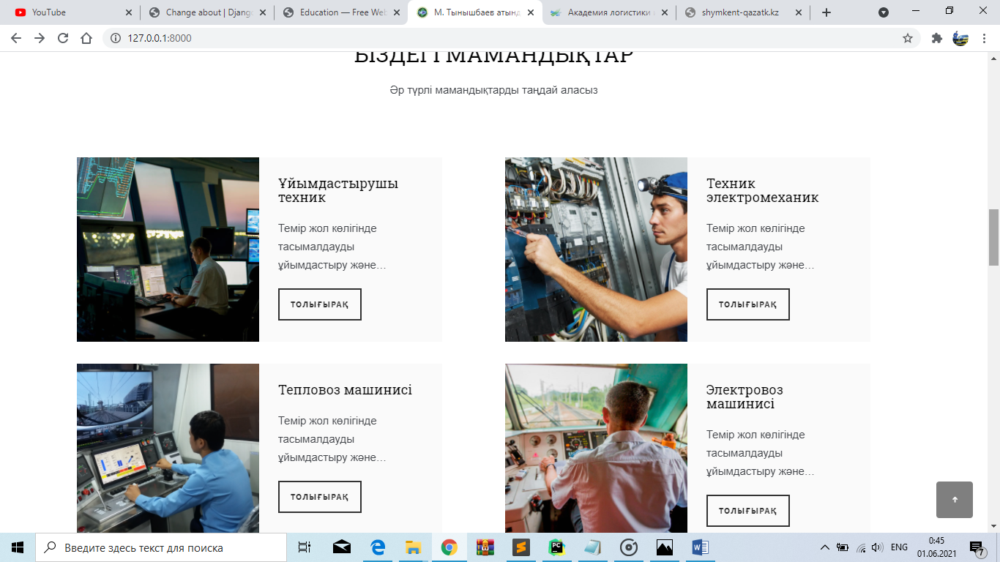 YouTube
Change about | Djang
Education — Free Web
М. Тынышбаев атынд
Академия логистики
shymkent-qazatk.kz
127.0.0.1:8000
БІЗДЕГІ МАМАНДЫҚТАР
Әр түрлі мамандықтарды таңдай аласыз
Ұйымдастырушы
техник
Темір жол көлігінде
тасымалдауды
ұйымдастыру және...
ТОЛЫҒЫРАҚ
Техник
электромеханик
Темір жол көлігінде
тасымалдауды
ұйымдастыру және...
ТОЛЫҒЫРАҚ
Тепловоз машинисі
Темір жол көлігінде
тасымалдауды
ұйымдастыру және...
ТОЛЫҒЫРАҚ
Электровоз
машинисі
Темір жол көлігінде
тасымалдауды
ұйымдастыру және...
ТОЛЫҒЫРАҚ
Введите здесь текст для поиска
ENG
0:45
01.06.2021
7